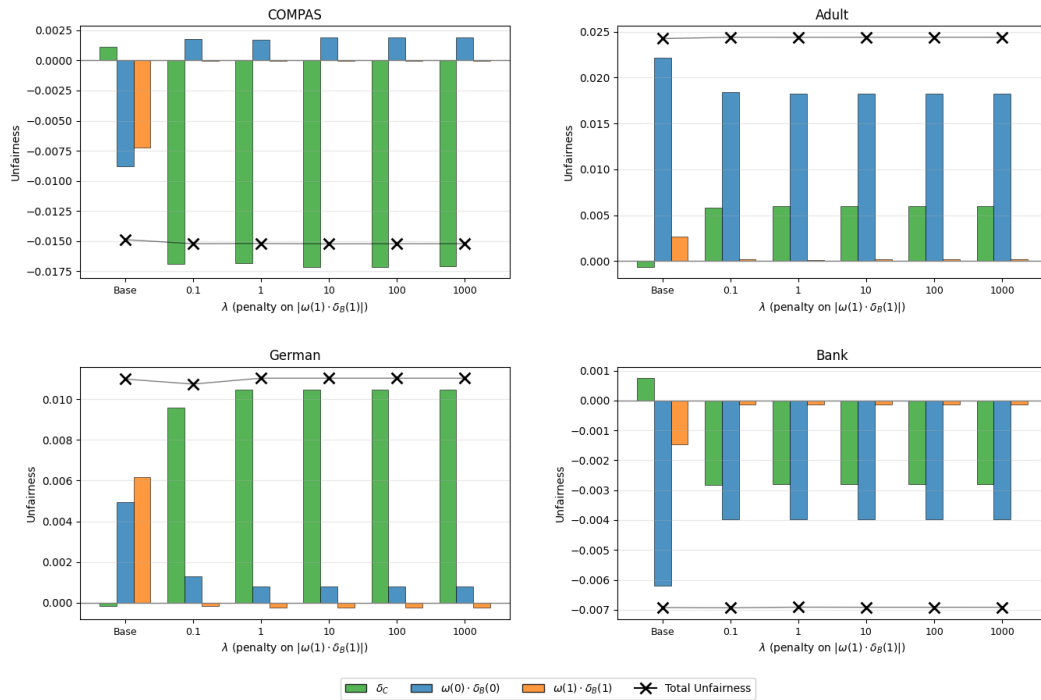 COMPAS
Unfairness
0.0025
0.0000
−0.0025
−0.0050
−0.0075
−0.0100
−0.0125
−0.0150
−0.0175
Base 0.1 1 10 100 1000
λ (penalty on |ω(1) · δ_B(1)|)
Adult
Unfairness
0.025
0.020
0.015
0.010
0.005
0.000
Base 0.1 1 10 100 1000
λ (penalty on |ω(1) · δ_B(1)|)
German
Unfairness
0.010
0.008
0.006
0.004
0.002
0.000
Base 0.1 1 10 100 1000
λ (penalty on |ω(1) · δ_B(1)|)
Bank
Unfairness
0.001
0.000
−0.001
−0.002
−0.003
−0.004
−0.005
−0.006
−0.007
Base 0.1 1 10 100 1000
λ (penalty on |ω(1) · δ_B(1)|)
δ_C ω(0) · δ_B(0) ω(1) · δ_B(1) Total Unfairness